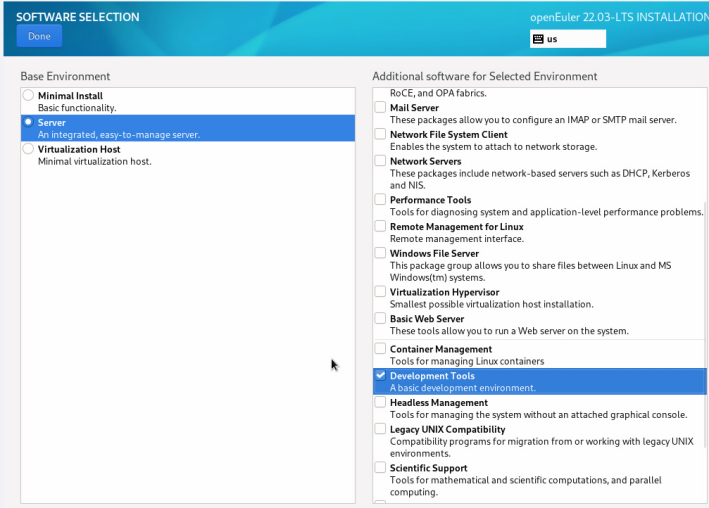 SOFTWARE SELECTION
openEuler 22.03-LTS INSTALLATION
Done
us
Base Environment
Minimal Install
Basic functionality.
Server
An integrated, easy-to-manage server.
Virtualization Host
Minimal virtualization host.
Additional software for Selected Environment
RoCE, and OPA fabrics.
Mail Server
These packages allow you to configure an IMAP or SMTP mail server.
Network File System Client
Enables the system to attach to network storage.
Network Servers
These packages include network-based servers such as DHCP, Kerberos
and NIS.
Performance Tools
Tools for diagnosing system and application-level performance problems.
Remote Management for Linux
Remote management interface.
Windows File Server
This package group allows you to share files between Linux and MS
Windows(tm) systems.
Virtualization Hypervisor
Smallest possible virtualization host installation.
Basic Web Server
These tools allow you to run a Web server on the system.
Container Management
Tools for managing Linux containers
Development Tools
A basic development environment.
Headless Management
Tools for managing the system without an attached graphical console.
Legacy UNIX Compatibility
Compatibility programs for migration from or working with legacy UNIX
environments.
Scientific Support
Tools for mathematical and scientific computations, and parallel
computing.